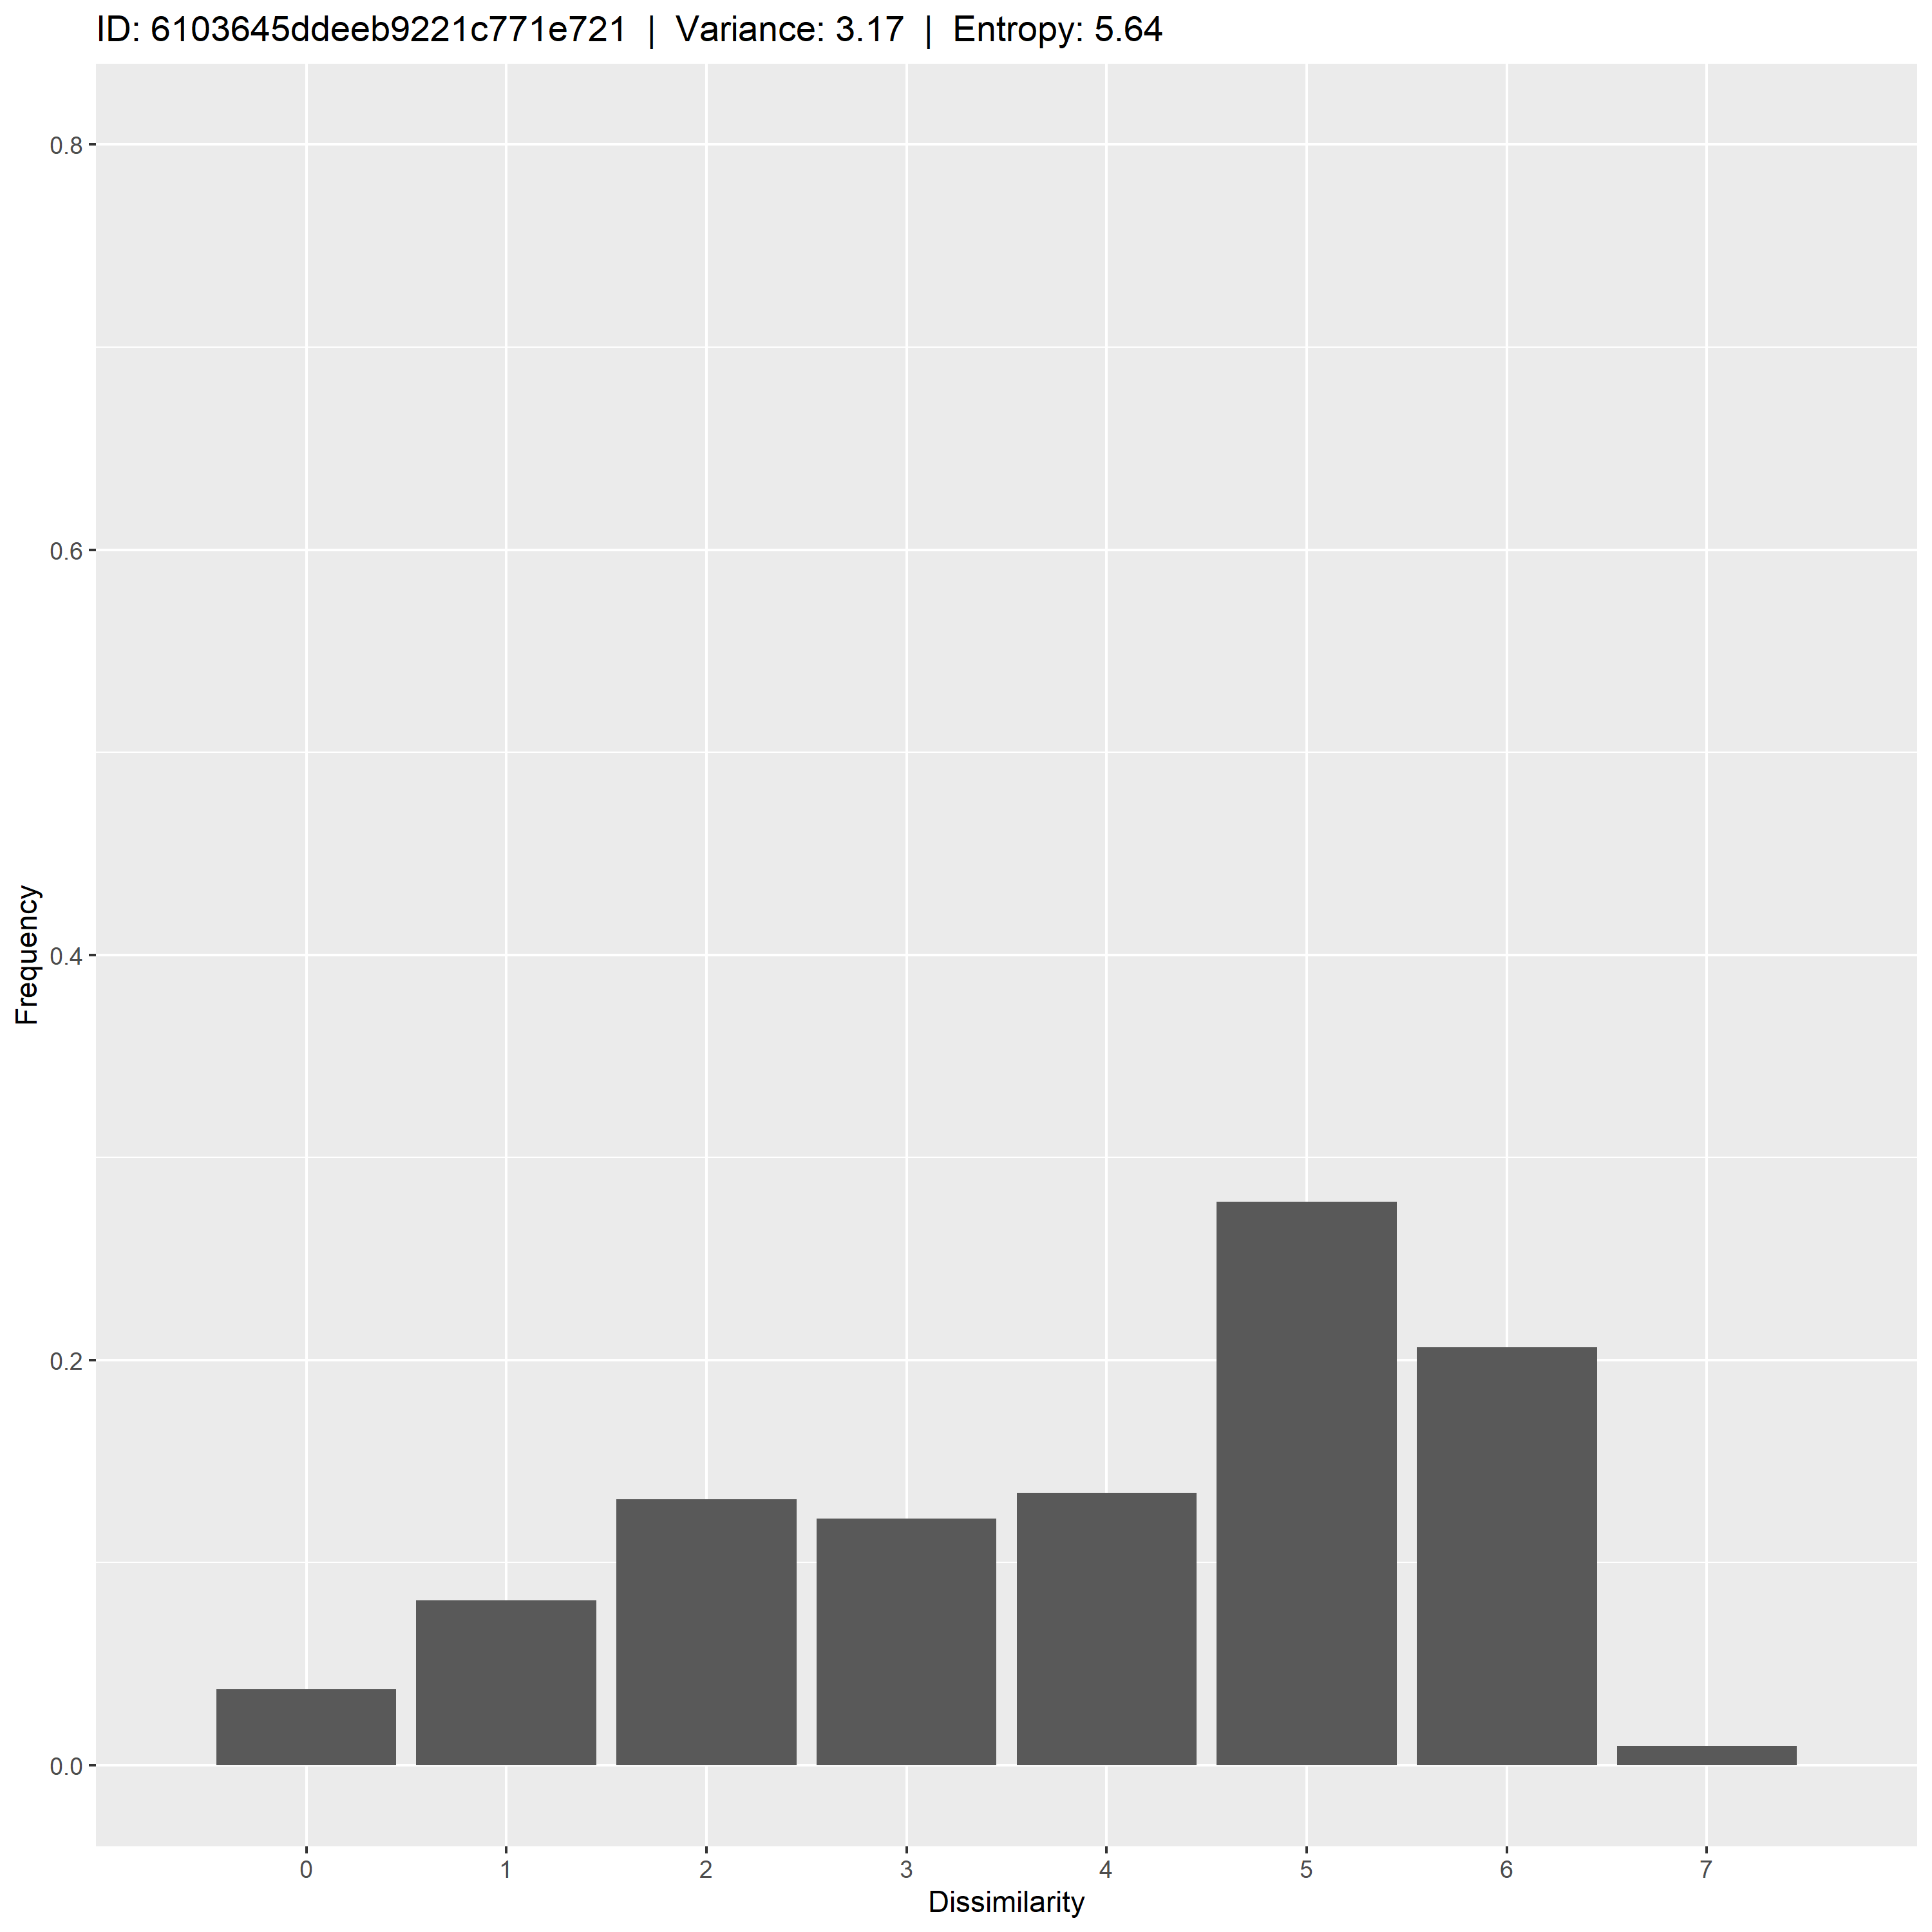 ID: 6103645ddeeb9221c771e721 | Variance: 3.17 | Entropy: 5.64
0.8
0.6
0.4
0.2
0.0
Frequency
0 1 2 3 4 5 6 7
Dissimilarity